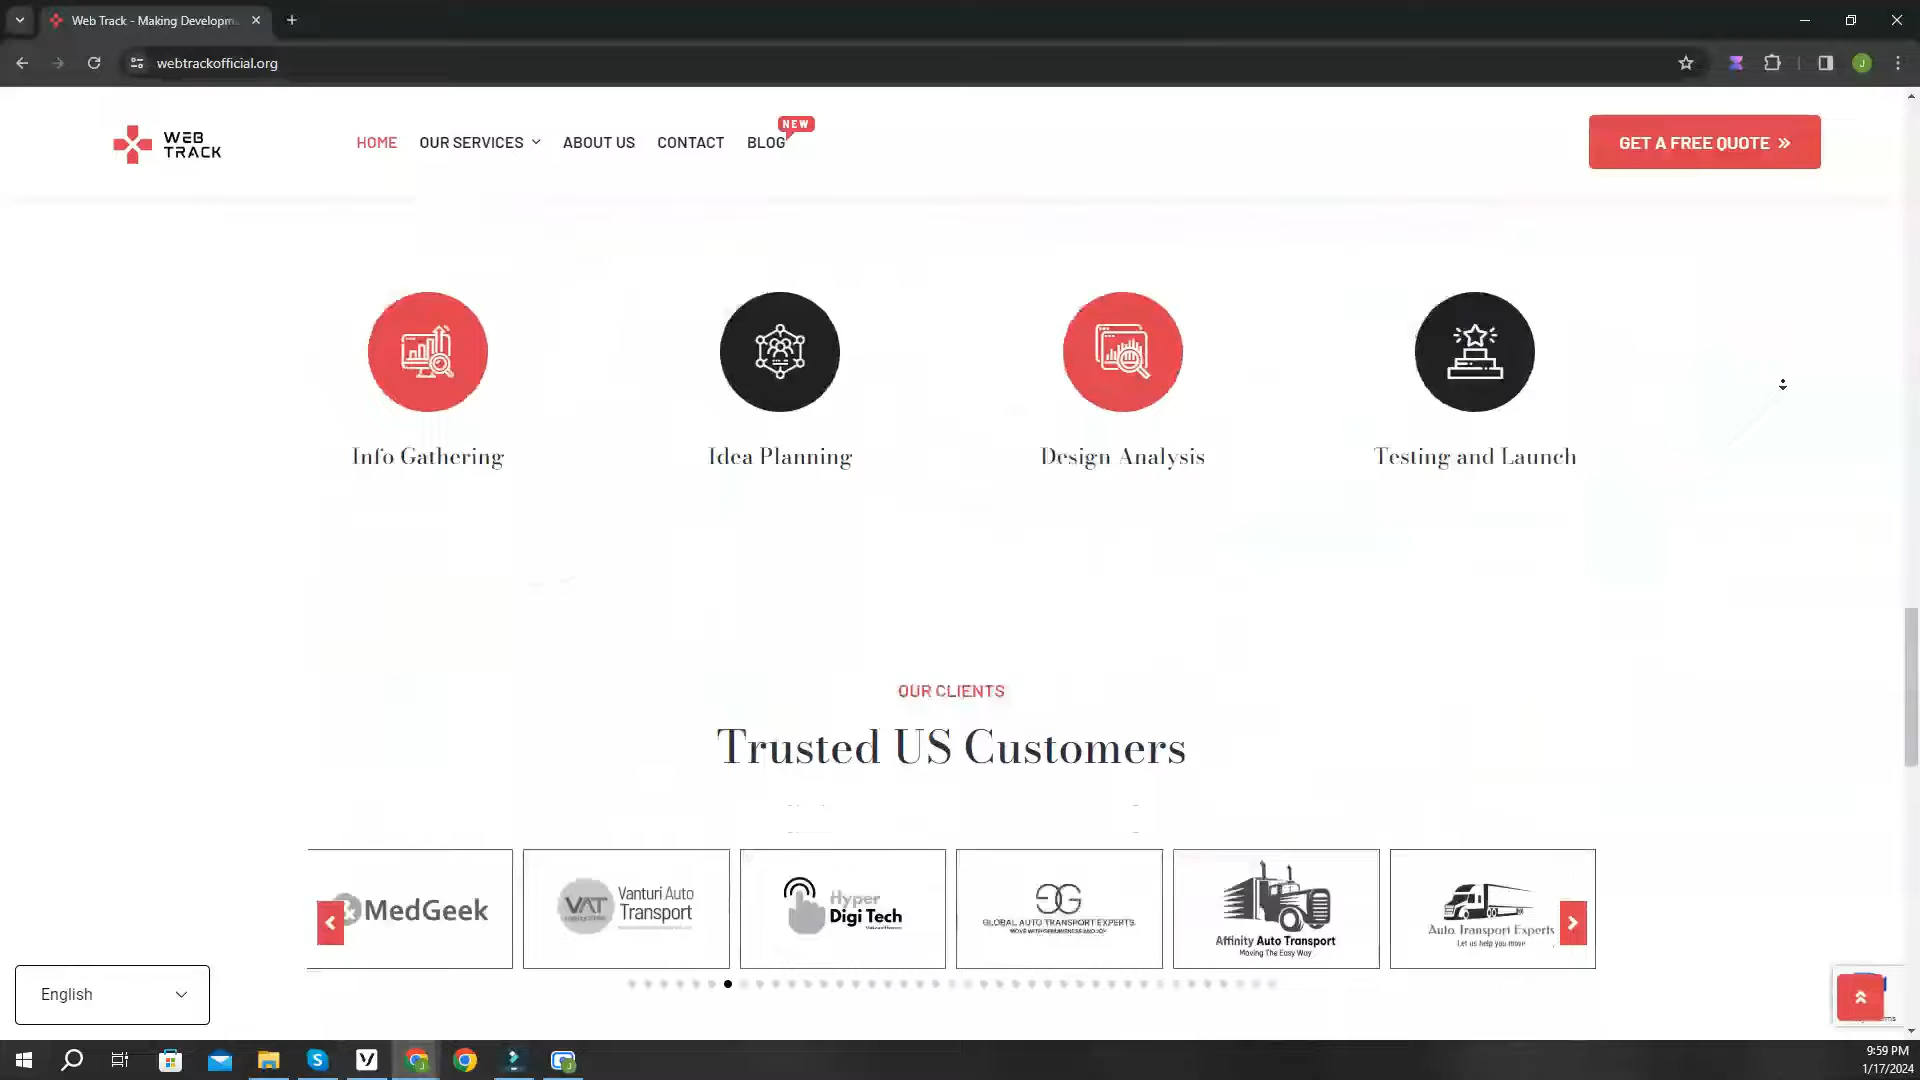 Web Track - Making Developm
webtrackofficial.org
J
WEB
TRACK
HOME
OUR SERVICES
ABOUT US
CONTACT
BLOG
NEW
GET A FREE QUOTE
Info Gathering
Idea Planning
Design Analysis
Testing and Launch
OUR CLIENTS
Trusted US Customers
MedGeek
VAT
Vanturi Auto
Transport
Hyper
Digi Tech
GLOBAL AUTO TRANSPORT EXPERTS
Affinity Auto Transport
Moving The Easy Way
Auto Transport Experts
Let us help you move
English
9:59 PM
1/17/2024